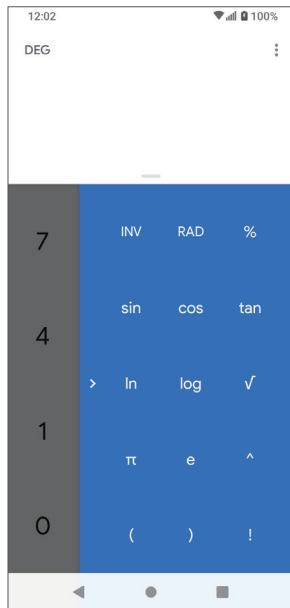 12:02 100%
DEG
7 INV RAD %
sin cos tan
4
> ln log √
1
π e ^
0 ( ) !